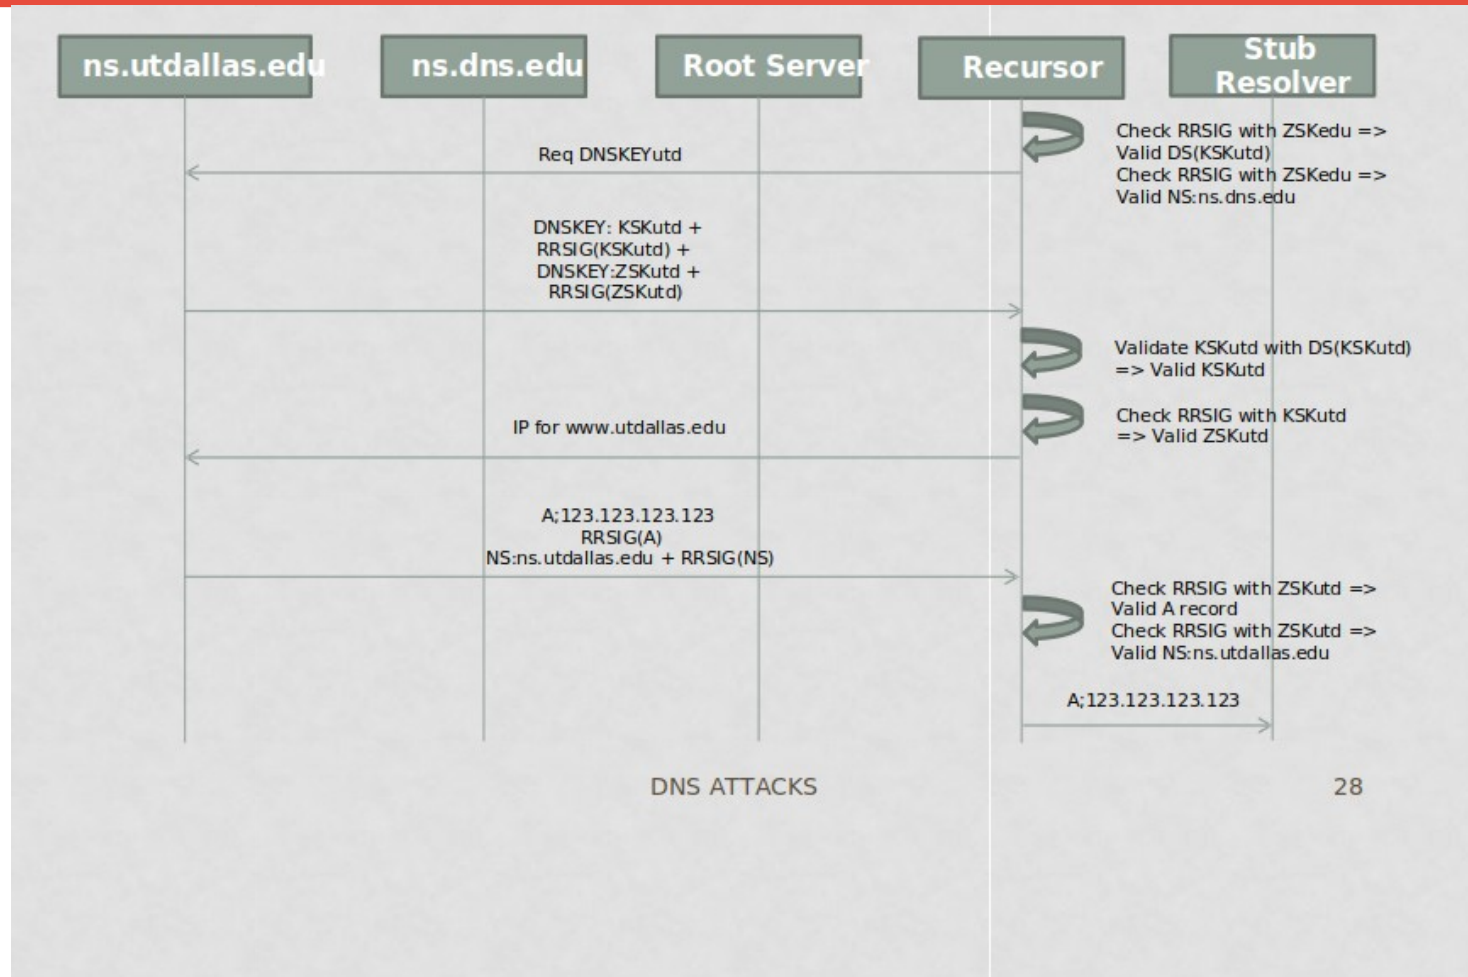 ns.utdallas.edu
ns.dns.edu
Root Server
Recursor
Stub
Resolver
Check RRSIG with ZSKedu =>
Valid DS(KSKutd)
Check RRSIG with ZSKedu =>
Valid NS:ns.dns.edu
Req DNSKEYutd
DNSKEY: KSKutd +
RRSIG(KSKutd) +
DNSKEY:ZSKutd +
RRSIG(ZSKutd)
Validate KSKutd with DS(KSKutd)
=> Valid KSKutd
Check RRSIG with KSKutd
=> Valid ZSKutd
IP for www.utdallas.edu
A;123.123.123.123
RRSIG(A)
NS:ns.utdallas.edu + RRSIG(NS)
Check RRSIG with ZSKutd =>
Valid A record
Check RRSIG with ZSKutd =>
Valid NS:ns.utdallas.edu
A;123.123.123.123
DNS ATTACKS
28